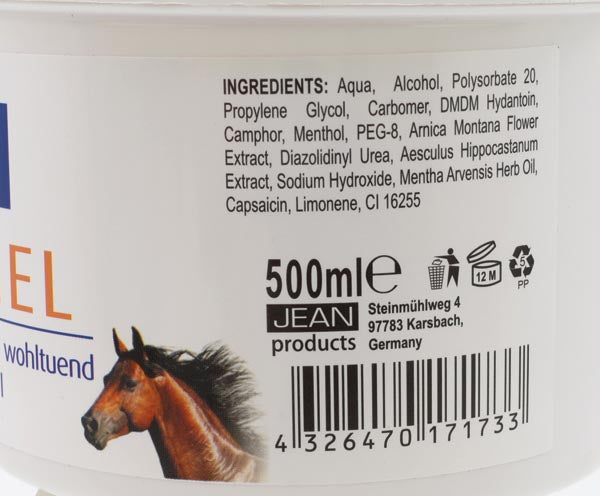 INGREDIENTS: Aqua, Alcohol, Polysorbate 20,
Propylene Glycol, Carbomer, DMDM Hydantoin,
Camphor, Menthol, PEG-8, Arnica Montana Flower
Extract, Diazolidinyl Urea, Aesculus Hippocastanum
Extract, Sodium Hydroxide, Mentha Arvensis Herb Oil,
Capsaicin, Limonene, CI 16255
EL
wohltuend
l
500ml℮
12 M
5
PP
JEAN
products
Steinmühlweg 4
97783 Karsbach,
Germany
4 326470 171733